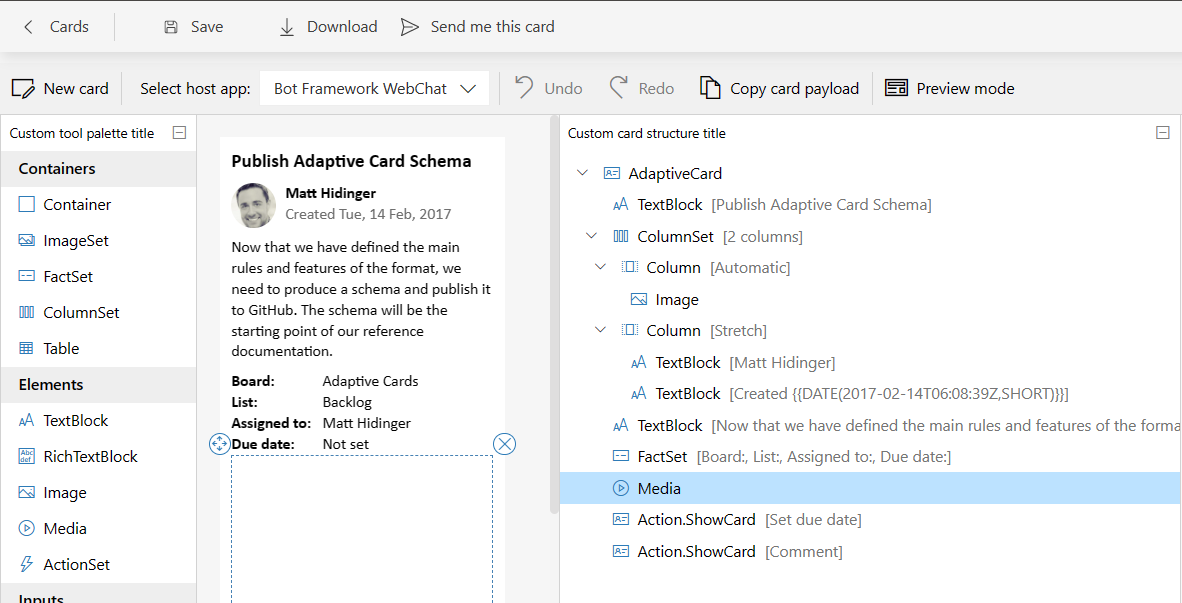 Cards
Save
Download
Send me this card
New card
Select host app:
Bot Framework WebChat
Undo
Redo
Copy card payload
Preview mode
Custom tool palette title
Containers
Container
ImageSet
FactSet
ColumnSet
Table
Elements
TextBlock
RichTextBlock
Image
Media
ActionSet
Inputs
Publish Adaptive Card Schema
Matt Hidinger
Created Tue, 14 Feb, 2017
Now that we have defined the main
rules and features of the format, we
need to produce a schema and publish it
to GitHub. The schema will be the
starting point of our reference
documentation.
Board: Adaptive Cards
List: Backlog
Assigned to: Matt Hidinger
Due date: Not set
Custom card structure title
AdaptiveCard
TextBlock [Publish Adaptive Card Schema]
ColumnSet [2 columns]
Column [Automatic]
Image
Column [Stretch]
TextBlock [Matt Hidinger]
TextBlock [Created {{DATE(2017-02-14T06:08:39Z,SHORT)}}]
TextBlock [Now that we have defined the main rules and features of the forma
FactSet [Board:, List:, Assigned to:, Due date:]
Media
Action.ShowCard [Set due date]
Action.ShowCard [Comment]